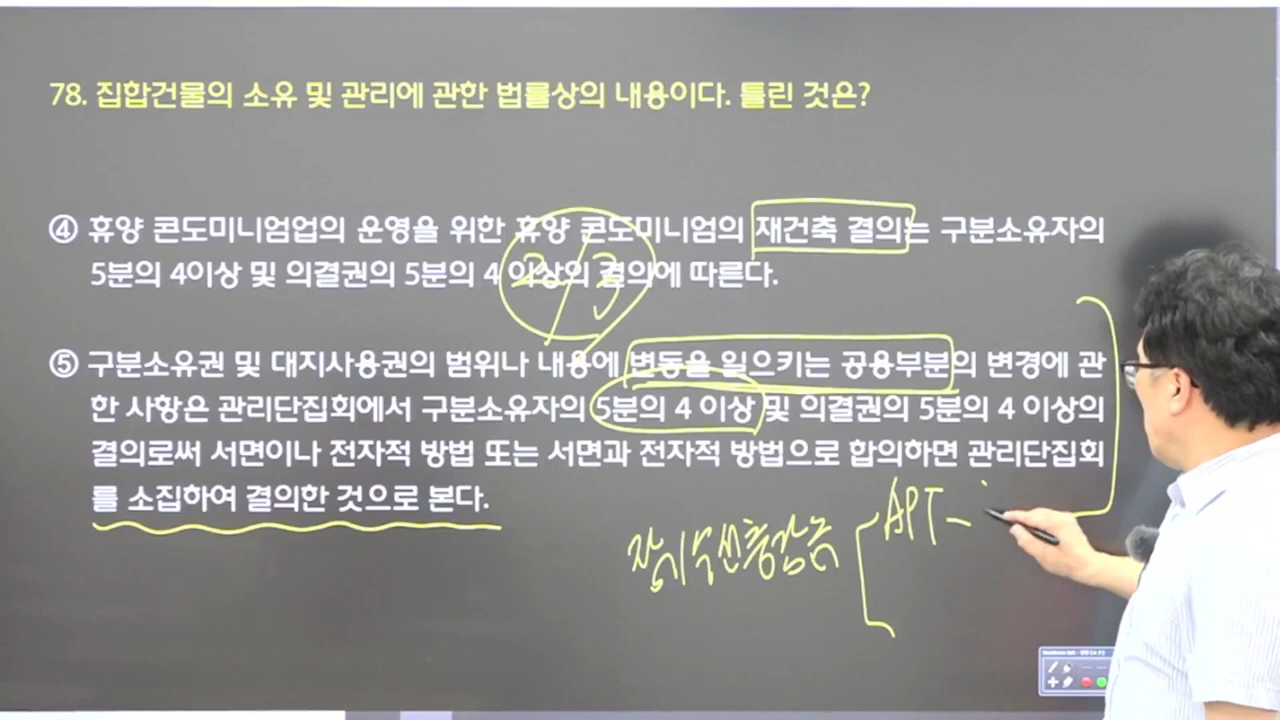 78. 집합건물의 소유 및 관리에 관한 법률상의 내용이다. 틀린 것은?
④ 휴양 콘도미니엄업의 운영을 위한 휴양 콘도미니엄의 재건축 결의는 구분소유자의
5분의 4이상 및 의결권의 5분의 4 이상의 결의에 따른다.
2/3
⑤ 구분소유권 및 대지사용권의 범위나 내용에 변동을 일으키는 공용부분의 변경에 관
한 사항은 관리단집회에서 구분소유자의 5분의 4 이상 및 의결권의 5분의 4 이상의
결의로써 서면이나 전자적 방법 또는 서면과 전자적 방법으로 합의하면 관리단집회
를 소집하여 결의한 것으로 본다.
장기수선충당금
APT-